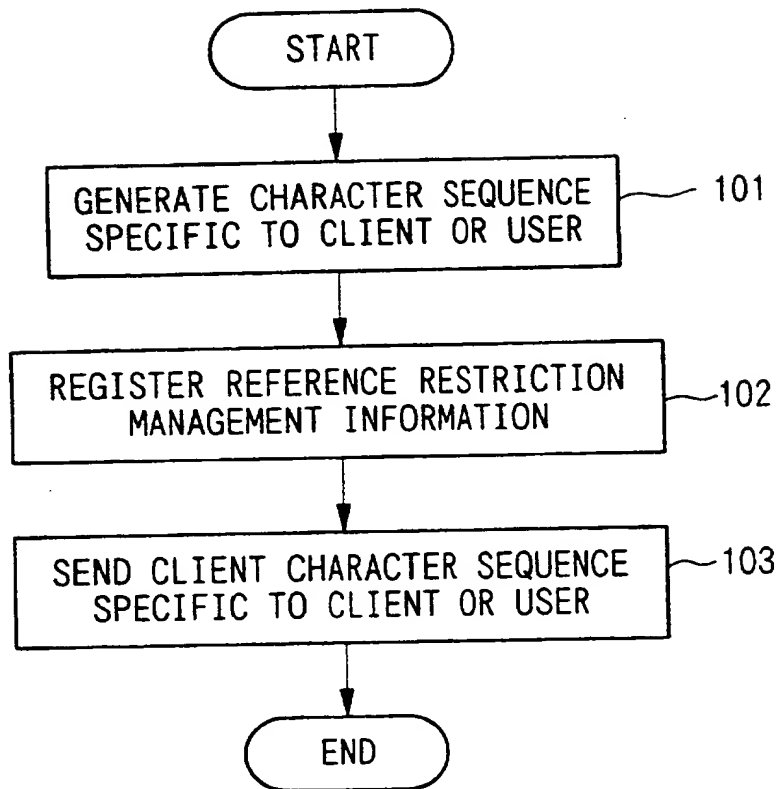 START
GENERATE CHARACTER SEQUENCE
SPECIFIC TO CLIENT OR USER
101
REGISTER REFERENCE RESTRICTION
MANAGEMENT INFORMATION
102
SEND CLIENT CHARACTER SEQUENCE
SPECIFIC TO CLIENT OR USER
103
END